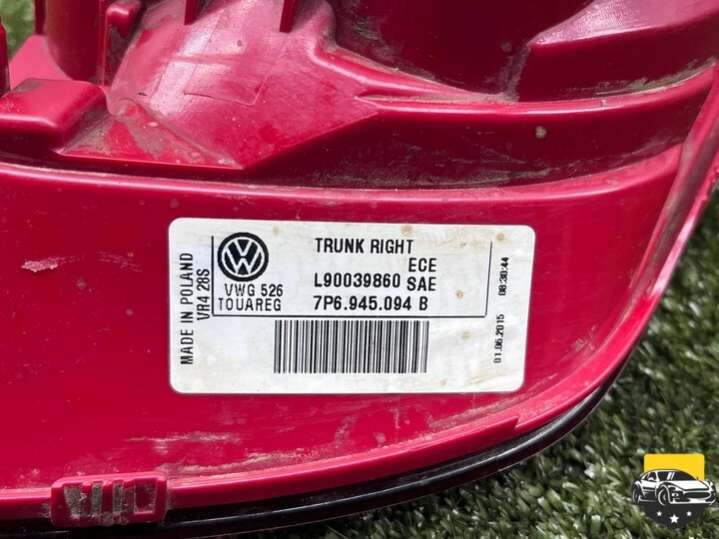 TRUNK RIGHT
ECE
L90039860 SAE
7P6.945.094 B
VWG 526
TOUAREG
MADE IN POLAND
VR4 28S
01.06.2015 08:38:44